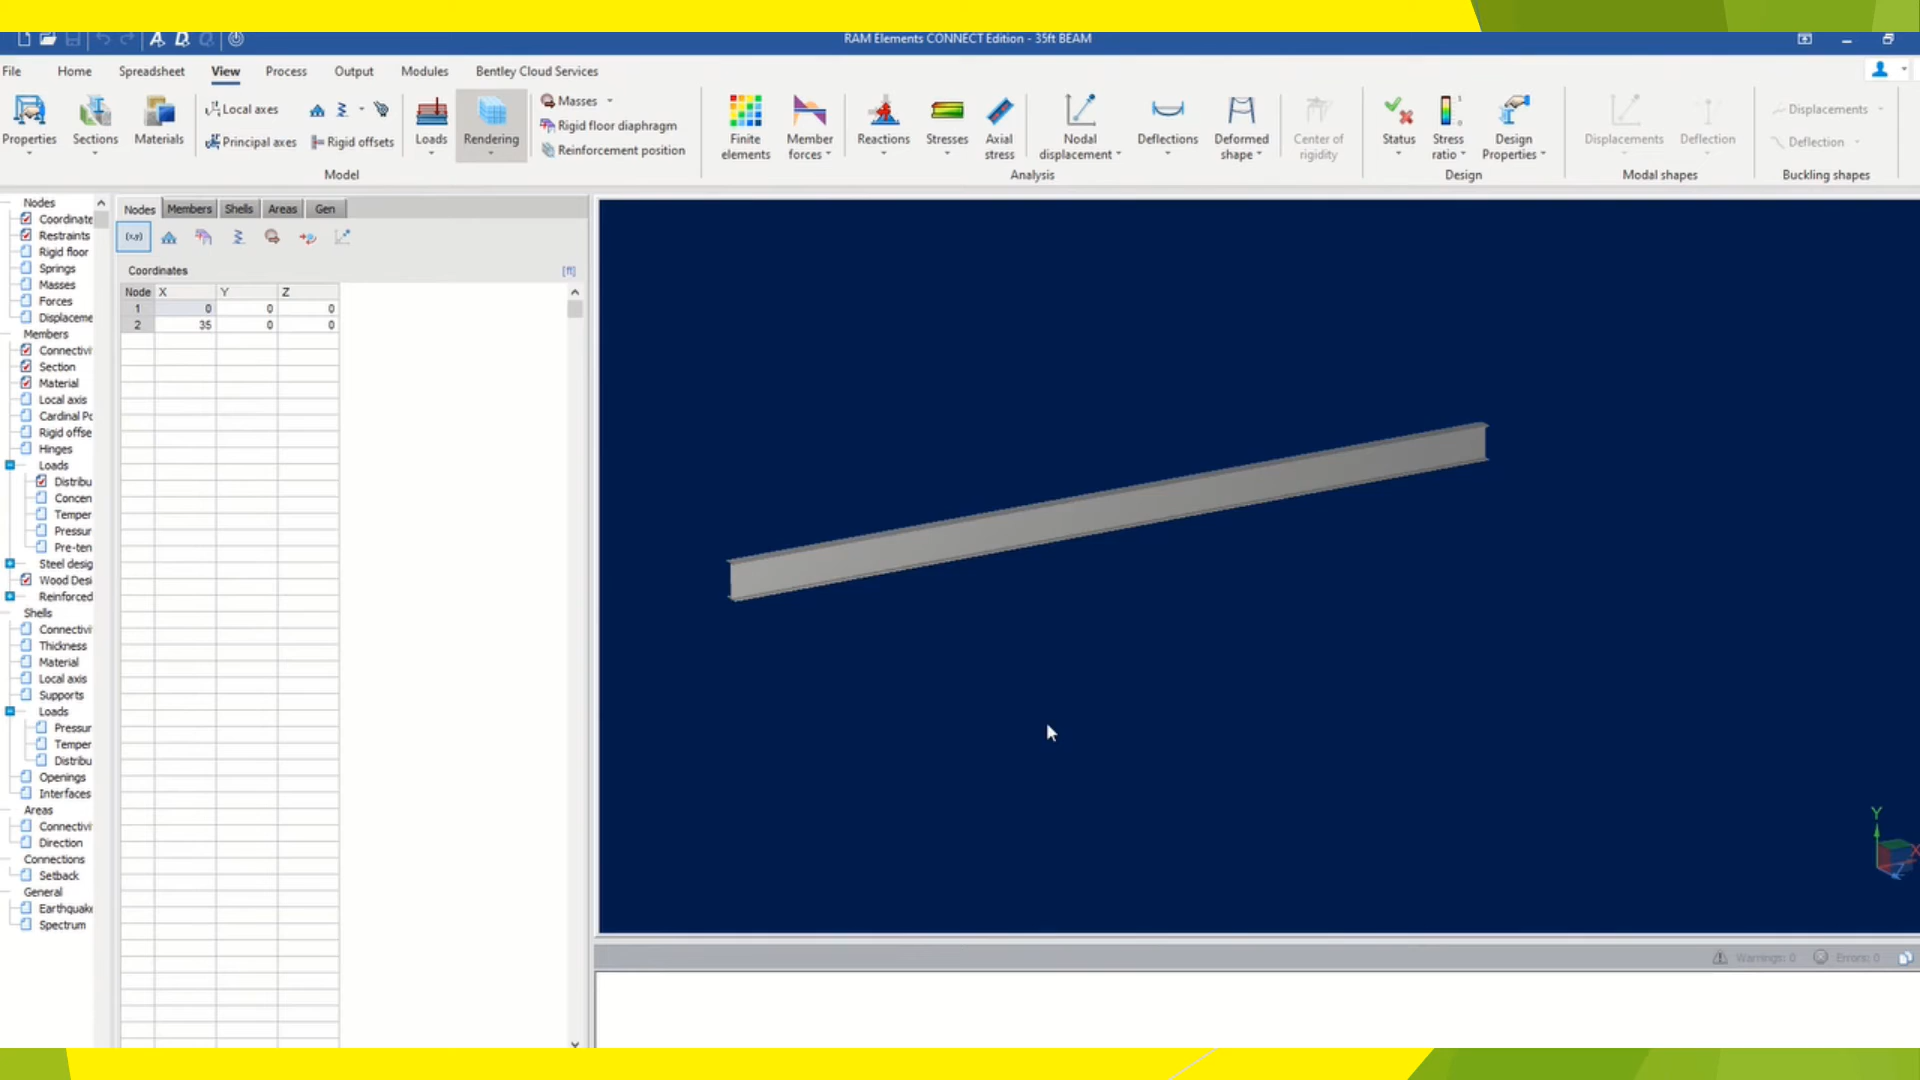 RAM Elements CONNECT Edition - 35ft BEAM
File Home Spreadsheet View Process Output Modules Bentley Cloud Services
Properties Sections Materials
Local axes
Principal axes
Rigid offsets
Loads Rendering
Masses
Rigid floor diaphragm
Reinforcement position
Model
Finite elements
Member forces
Reactions Stresses
Axial stress
Nodal displacement
Deflections
Deformed shape
Center of rigidity
Analysis
Status
Stress ratio
Design Properties
Design
Displacements Deflection
Modal shapes
Displacements
Deflection
Buckling shapes
Nodes
Coordinate
Restraints
Rigid floor
Springs
Masses
Forces
Displaceme
Members
Connectivi
Section
Material
Local axis
Cardinal Po
Rigid offse
Hinges
Loads
Distribu
Concen
Temper
Pressur
Pre-ten
Steel desig
Wood Desi
Reinforced
Shells
Connectivi
Thickness
Material
Local axis
Supports
Loads
Pressur
Temper
Distribu
Openings
Interfaces
Areas
Connectivi
Direction
Connections
Setback
General
Earthquake
Spectrum
Nodes Members Shells Areas Gen
(x,y)
Coordinates [ft]
Node X Y Z
1 0 0 0
2 35 0 0
Y
X
Z
Warnings: 0 Errors: 0